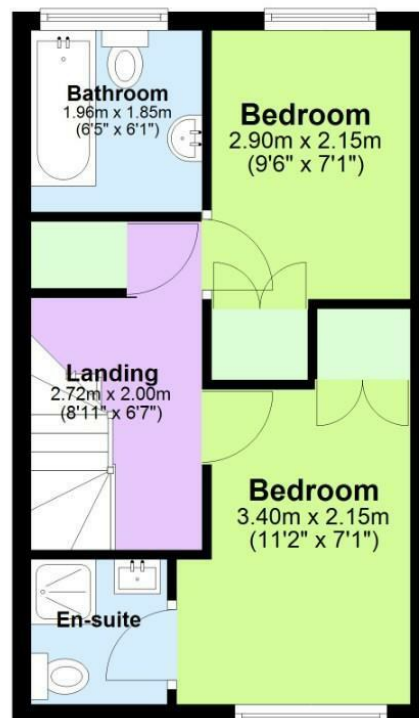 Bathroom
1.96m x 1.85m
(6'5" x 6'1")
Bedroom
2.90m x 2.15m
(9'6" x 7'1")
Landing
2.72m x 2.00m
(8'11" x 6'7")
Bedroom
3.40m x 2.15m
(11'2" x 7'1")
En-suite